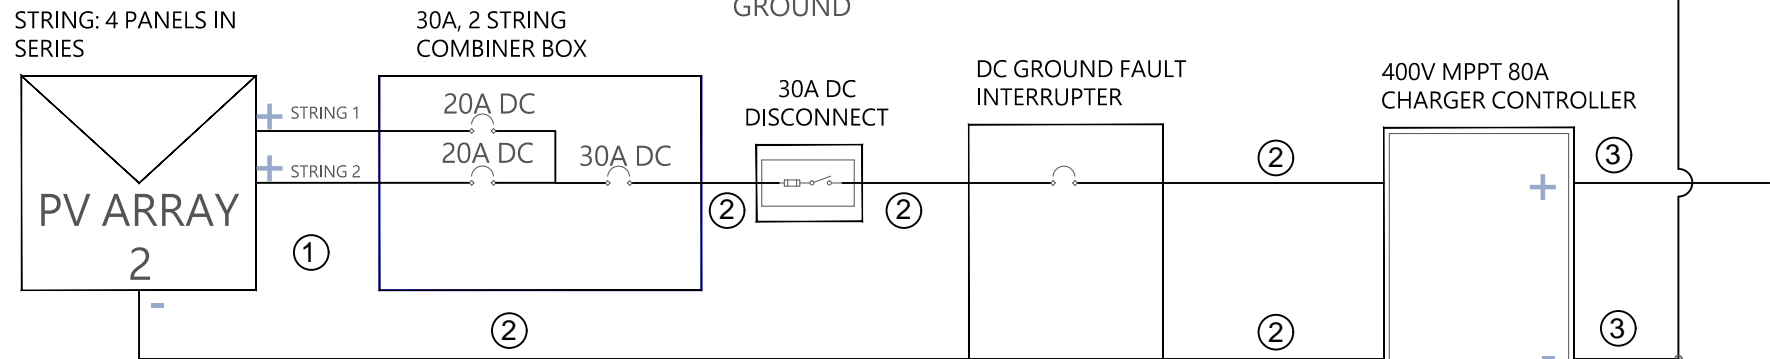 GROUND
STRING: 4 PANELS IN
SERIES
30A, 2 STRING
COMBINER BOX
DC GROUND FAULT
INTERRUPTER
400V MPPT 80A
CHARGER CONTROLLER
30A DC
DISCONNECT
+ STRING 1
20A DC
+ STRING 2
20A DC
30A DC
2
3
+
PV ARRAY
2
2
2
1
-
2
2
3
-